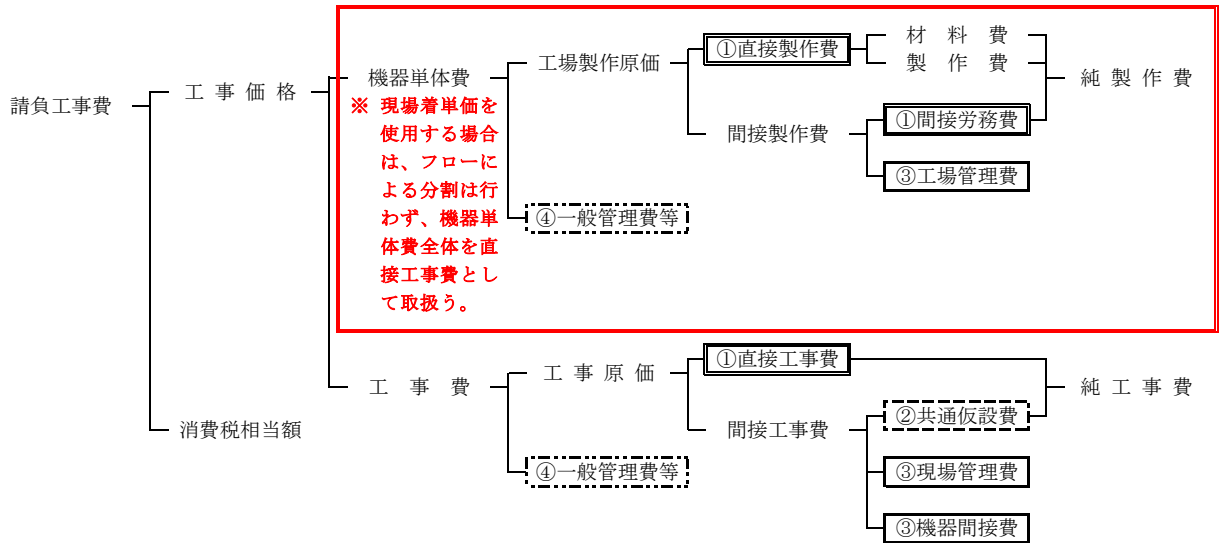 請負工事費
工事価格
消費税相当額
機器単体費
※ 現場着単価を
使用する場合
は、フローに
よる分割は行
わず、機器単
体費全体を直
接工事費とし
て取扱う。
工場製作原価
①直接製作費
材料費
製作費
純製作費
間接製作費
①間接労務費
③工場管理費
④一般管理費等
工事費
工事原価
①直接工事費
純工事費
間接工事費
②共通仮設費
③現場管理費
③機器間接費
④一般管理費等